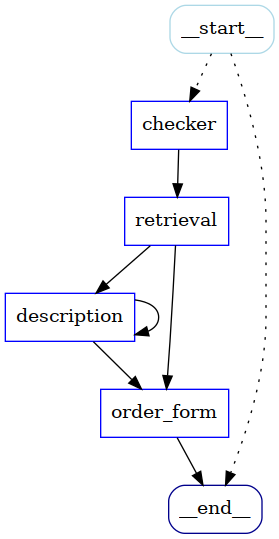 __start__
checker
retrieval
description
order_form
__end__